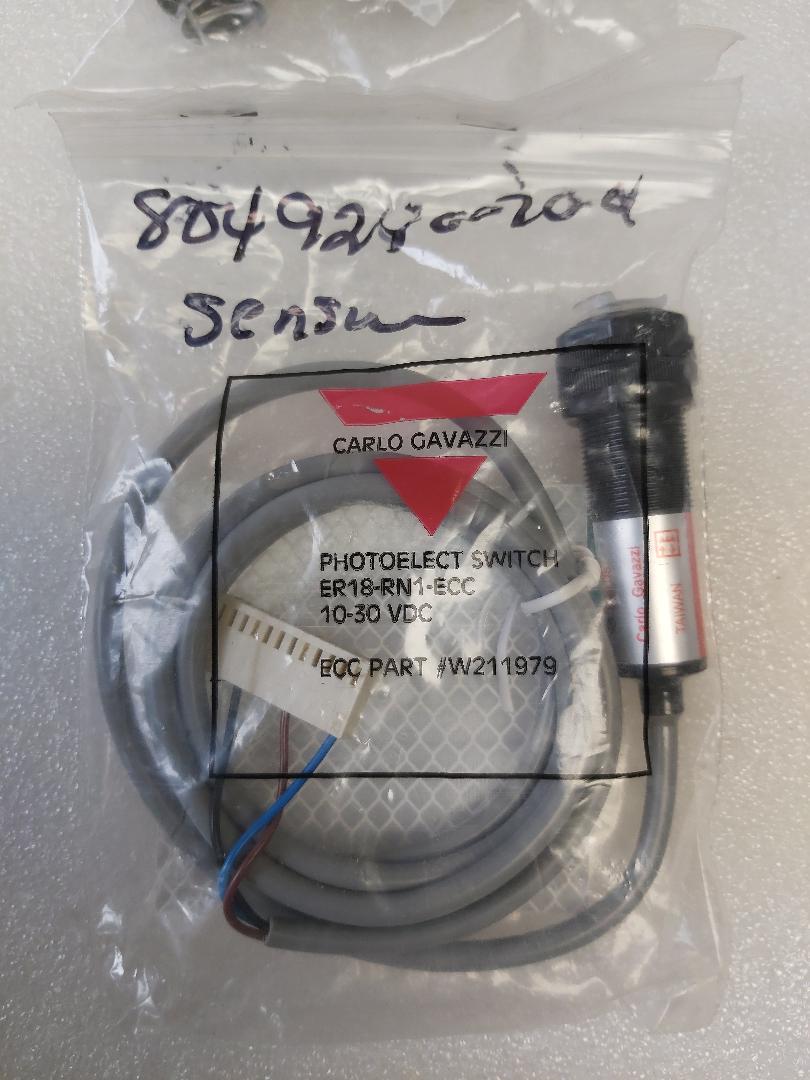 Sensor
CARLO GAVAZZI
PHOTOELECT SWITCH
ER18-RN1-ECC
10-30 VDC
ECC PART #W211979
Carlo Gavazzi
TAIWAN